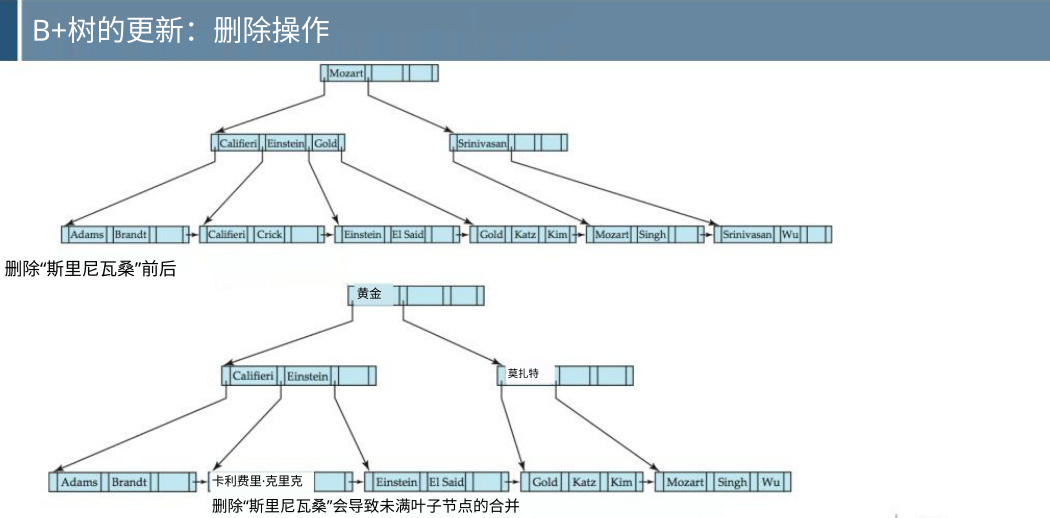 B+树的更新：删除操作
Mozart
Califieri Einstein Gold
Srinivasan
Adams Brandt
Califieri Crick
Einstein El Said
Gold Katz Kim
Mozart Singh
Srinivasan Wu
删除“斯里尼瓦桑”前后
黄金
Califieri Einstein
莫扎特
Adams Brandt
卡利费里·克里克
Einstein El Said
Gold Katz Kim
Mozart Singh Wu
删除“斯里尼瓦桑”会导致未满叶子节点的合并